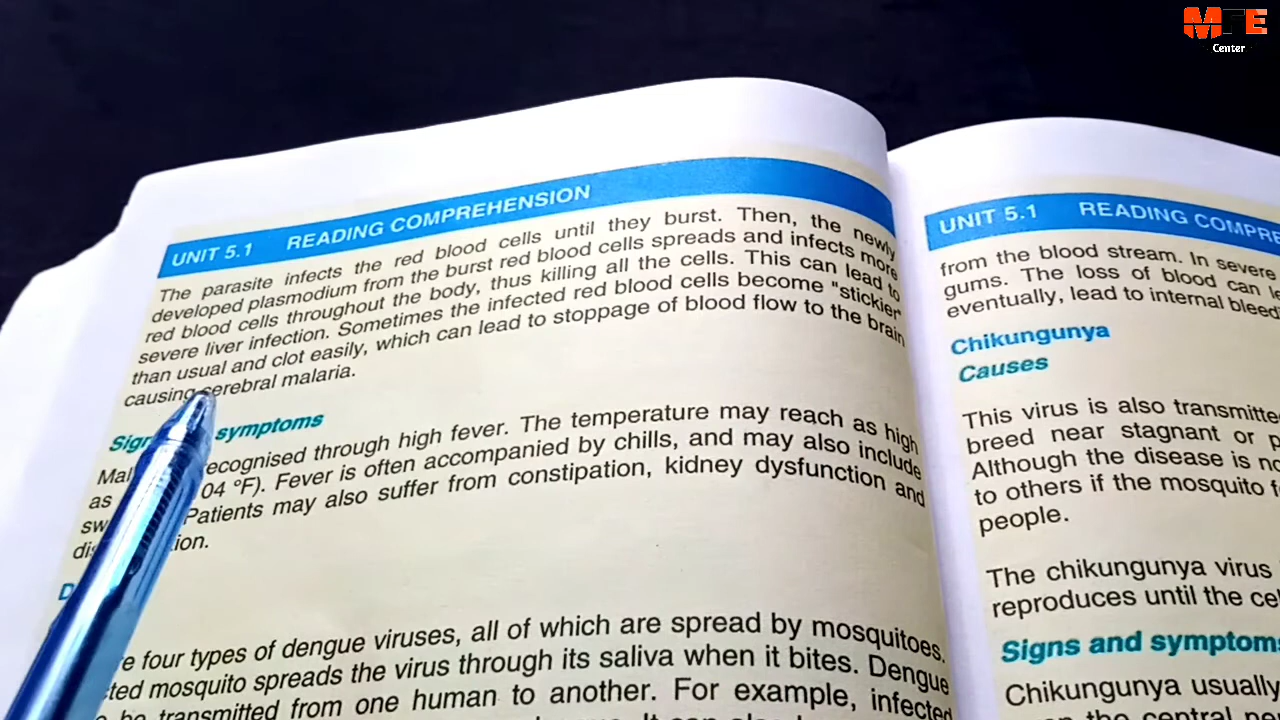 MFE
Center
UNIT 5.1 READING COMPREHENSION
The parasite infects the red blood cells until they burst. Then, the newly
developed plasmodium from the burst red blood cells spreads and infects more
red blood cells throughout the body, thus killing all the cells. This can lead to
severe liver infection. Sometimes the infected red blood cells become "stickier"
than usual and clot easily, which can lead to stoppage of blood flow to the brain
causing cerebral malaria.
symptoms
recognised through high fever. The temperature may reach as high
as 04 °F). Fever is often accompanied by chills, and may also include
Patients may also suffer from constipation, kidney dysfunction and
four types of dengue viruses, all of which are spread by mosquitoes.
mosquito spreads the virus through its saliva when it bites. Dengue
be transmitted from one human to another. For example, infected
UNIT 5.1 READING COMPRE
from the blood stream. In severe
gums. The loss of blood can
eventually, lead to internal
Chikungunya
Causes
This virus is also
breed near stagnant or
Although the disease is
to others if the mosquito
people.
The chikungunya virus
reproduces until the
Signs and
Chikungunya usually
the central